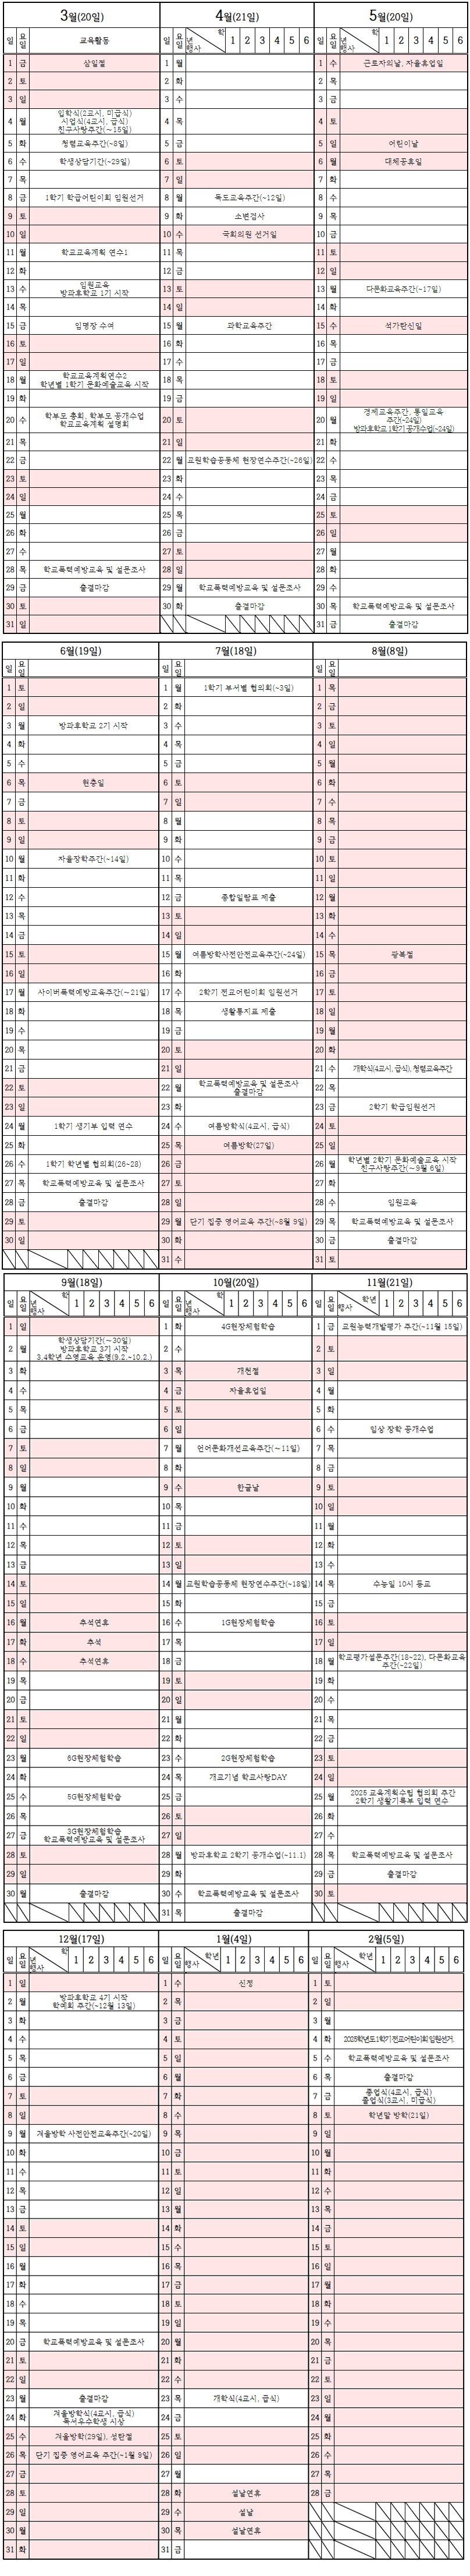 3월(20일) 4월(21일) 5월(20일)
일 요일 교육활동 일 요일 학년 행사 1 2 3 4 5 6 일 요일 학년 행사 1 2 3 4 5 6
1 금 삼일절 1 월 1 수 근로자의날, 자율휴업일
2 토 2 화 2 목
3 일 3 수 3 금
4 월 입학식(2교시, 미급식) 4 목 4 토
시업식(4교시, 급식)
친구사랑주간(~15일)
5 화 청렴교육주간(~8일) 5 금 5 일 어린이날
6 수 학생상담기간(~29일) 6 토 6 월 대체공휴일
7 목 7 일 7 화
8 금 1학기 학급어린이회 임원선거 8 월 독도교육주간(~12일) 8 수
9 토 9 화 소변검사 9 목
10 일 10 수 국회의원 선거일 10 금
11 월 학교교육계획 연수1 11 목 11 토
12 화 12 금 12 일
13 수 임원교육 13 토 13 월 다문화교육주간(~17일)
방과후학교 1기 시작
14 목 14 일 14 화
15 금 임명장 수여 15 월 과학교육주간 15 수 석가탄신일
16 토 16 화 16 목
17 일 17 수 17 금
18 월 학교교육계획연수2 18 목 18 토
학년별 1학기 문화예술교육 시작
19 화 19 금 19 일
20 수 학부모 총회, 학부모 공개수업 20 토 20 월 경제교육주간, 통일교육
학교교육계획 설명회 주간(~24일)
방과후학교 1학기 공개수업(~24일)
21 목 21 일 21 화
22 금 22 월 교원학습공동체 현장연수주간(~26일) 22 수
23 토 23 화 23 목
24 일 24 수 24 금
25 월 25 목 25 토
26 화 26 금 26 일
27 수 27 토 27 월
28 목 학교폭력예방교육 및 설문조사 28 일 28 화
29 금 출결마감 29 월 학교폭력예방교육 및 설문조사 29 수
30 토 30 화 출결마감 30 목 학교폭력예방교육 및 설문조사
31 일 31 금 출결마감
6월(19일) 7월(18일) 8월(8일)
일 요일 일 요일 일 요일
1 토 1 월 1학기 부서별 협의회(~3일) 1 목
2 일 2 화 2 금
3 월 방과후학교 2기 시작 3 수 3 토
4 화 4 목 4 일
5 수 5 금 5 월
6 목 현충일 6 토 6 화
7 금 7 일 7 수
8 토 8 월 8 목
9 일 9 화 9 금
10 월 자율장학주간(~14일) 10 수 10 토
11 화 11 목 11 일
12 수 12 금 종합일람표 제출 12 월
13 목 13 토 13 화
14 금 14 일 14 수
15 토 15 월 여름방학사전안전교육주간(~24일) 15 목 광복절
16 일 16 화 16 금
17 월 사이버폭력예방교육주간(~21일) 17 수 2학기 전교어린이회 임원선거 17 토
18 화 18 목 생활통지표 제출 18 일
19 수 19 금 19 월
20 목 20 토 20 화
21 금 21 일 21 수 개학식(4교시, 급식), 청렴교육주간
22 토 22 월 학교폭력예방교육 및 설문조사 22 목
출결마감
23 일 23 화 23 금 2학기 학급임원선거
24 월 1학기 생기부 입력 연수 24 수 여름방학식(4교시, 급식) 24 토
25 화 25 목 여름방학(27일) 25 일
26 수 1학기 학년별 협의회(26~28) 26 금 26 월 학년별 2학기 문화예술교육 시작
친구사랑주간(~9월 6일)
27 목 학교폭력예방교육 및 설문조사 27 토 27 화
28 금 출결마감 28 일 28 수 임원교육
29 토 29 월 단기 집중 영어교육 주간(~8월 9일) 29 목 학교폭력예방교육 및 설문조사
30 일 30 화 30 금 출결마감
31 수 31 토
9월(18일) 10월(20일) 11월(21일)
일 요일 학년 행사 1 2 3 4 5 6 일 요일 학년 행사 1 2 3 4 5 6 일 요일 학년 행사 1 2 3 4 5 6
1 일 1 화 4G현장체험학습 1 금 교원능력개발평가 주간(~11월 15일)
2 월 학생상담기간(~30일) 2 수 2 토
방과후학교 3기 시작
3,4학년 수영교육 운영(9.2.~10.2.)
3 화 3 목 개천절 3 일
4 수 4 금 자율휴업일 4 월
5 목 5 토 5 화
6 금 6 일 6 수 임상 장학 공개수업
7 토 7 월 언어문화개선교육주간(~11일) 7 목
8 일 8 화 8 금
9 월 9 수 한글날 9 토
10 화 10 목 10 일
11 수 11 금 11 월
12 목 12 토 12 화
13 금 13 일 13 수
14 토 14 월 교원학습공동체 현장연수주간(~18일) 14 목 수능일 10시 등교
15 일 15 화 15 금
16 월 추석연휴 16 수 1G현장체험학습 16 토
17 화 추석 17 목 17 일
18 수 추석연휴 18 금 18 월 학교평가설문주간(18~22), 다문화교육
주간(~22일)
19 목 19 토 19 화
20 금 20 일 20 수
21 토 21 월 21 목
22 일 22 화 22 금
23 월 6G현장체험학습 23 수 2G현장체험학습 23 토
24 화 24 목 개교기념 학교사랑DAY 24 일
25 수 5G현장체험학습 25 금 25 월 2025 교육계획수립 협의회 주간
2학기 생활기록부 입력 연수
26 목 26 토 26 화
27 금 3G현장체험학습 27 일 27 수
학교폭력예방교육 및 설문조사
28 토 28 월 방과후학교 2학기 공개수업(~11.1) 28 목 학교폭력예방교육 및 설문조사
29 일 29 화 29 금 출결마감
30 월 출결마감 30 수 학교폭력예방교육 및 설문조사 30 토
31 목 출결마감
12월(17일) 1월(4일) 2월(5일)
일 요일 학년 행사 1 2 3 4 5 6 일 요일 학년 행사 1 2 3 4 5 6 일 요일 학년 행사 1 2 3 4 5 6
1 일 1 수 신정 1 토
2 월 방과후학교 4기 시작 2 목 2 일
학예회 주간(~12월 13일)
3 화 3 금 3 월
4 수 4 토 4 화 2025학년도 1학기 전교어린이회 임원선거,
5 목 5 일 5 수 학교폭력예방교육 및 설문조사
6 금 6 월 6 목 출결마감
7 토 7 화 7 금 종업식(4교시, 급식)
졸업식(3교시, 미급식)
8 일 8 수 8 토 학년말 방학(21일)
9 월 겨울방학 사전안전교육주간(~20일) 9 목 9 일
10 화 10 금 10 월
11 수 11 토 11 화
12 목 12 일 12 수
13 금 13 월 13 목
14 토 14 화 14 금
15 일 15 수 15 토
16 월 16 목 16 일
17 화 17 금 17 월
18 수 18 토 18 화
19 목 19 일 19 수
20 금 학교폭력예방교육 및 설문조사 20 월 20 목
21 토 21 화 21 금
22 일 22 수 22 토
23 월 출결마감 23 목 개학식(4교시, 급식) 23 일
24 화 겨울방학식(4교시, 급식) 24 금 24 월
독서우수학생 시상
25 수 겨울방학(29일), 성탄절 25 토 25 화
26 목 단기 집중 영어교육 주간(~1월 9일) 26 일 26 수
27 금 27 월 27 목
28 토 28 화 설날연휴 28 금
29 일 29 수 설날
30 월 30 목 설날연휴
31 화 31 금